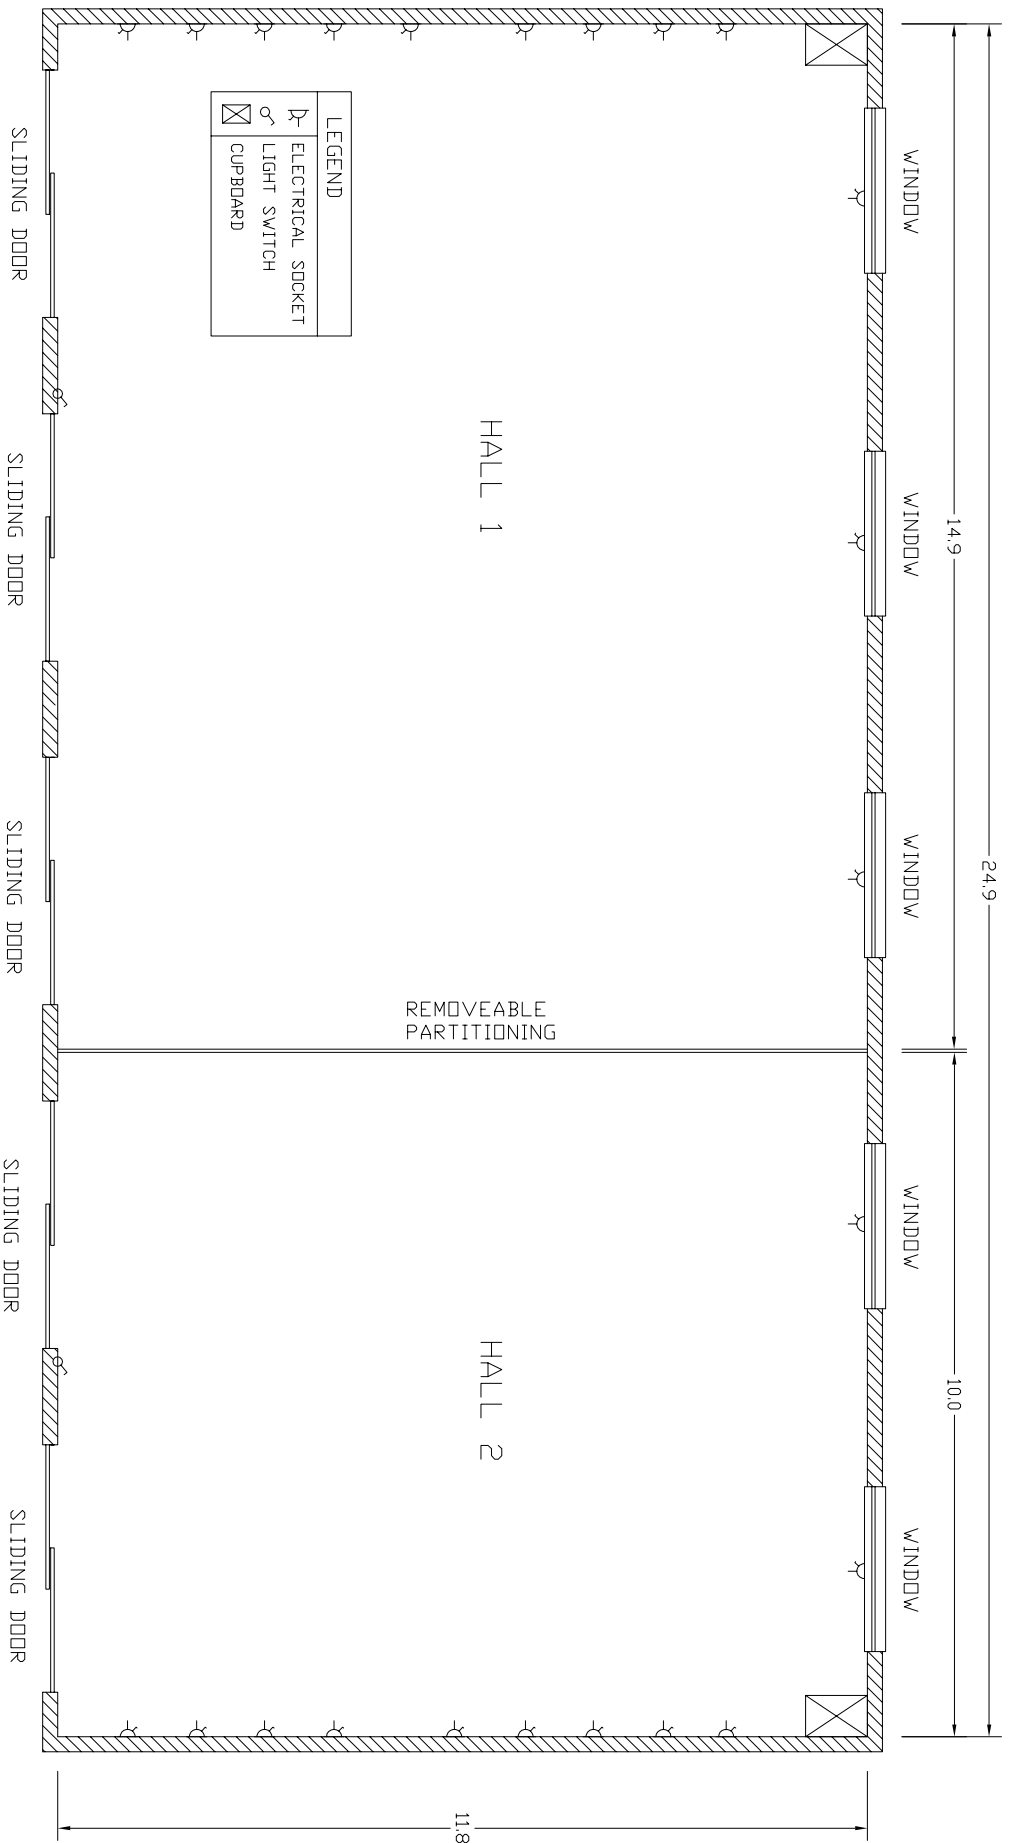 24.9
14.9
10.0
WINDOW
WINDOW
WINDOW
WINDOW
WINDOW
HALL 1
HALL 2
REMOVEABLE
PARTITIONING
11.8
LEGEND
ELECTRICAL SOCKET
LIGHT SWITCH
CUPBOARD
SLIDING DOOR
SLIDING DOOR
SLIDING DOOR
SLIDING DOOR
SLIDING DOOR